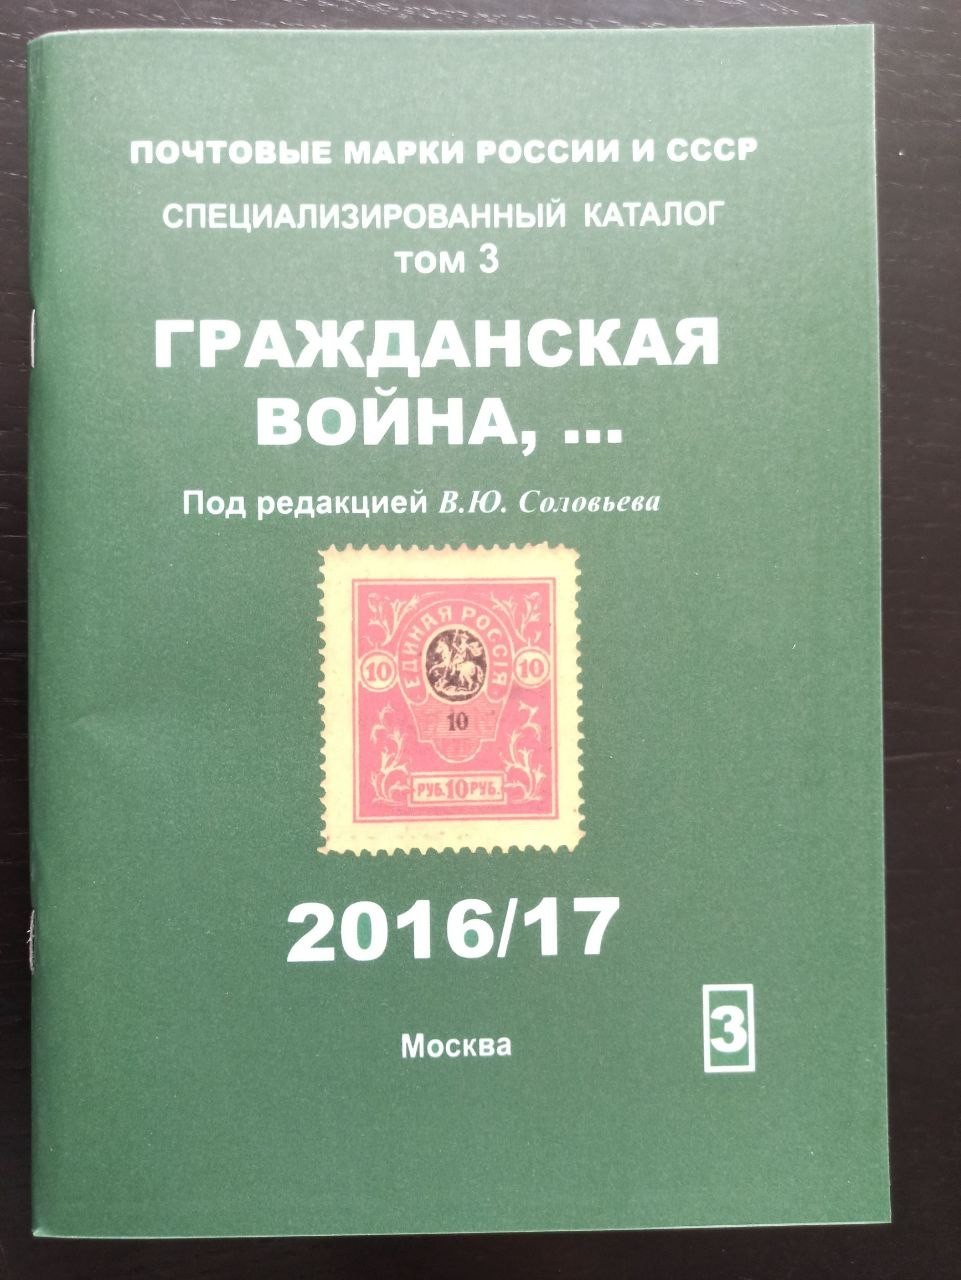 ПОЧТОВЫЕ МАРКИ РОССИИ И СССР
СПЕЦИАЛИЗИРОВАННЫЙ КАТАЛОГ
ТОМ 3
ГРАЖДАНСКАЯ
ВОЙНА, ...
Под редакцией В.Ю. Соловьева
ЕДИНАЯ РОССІЯ
10 10
10
РУБ. 10 РУБ.
2016/17
3
Москва